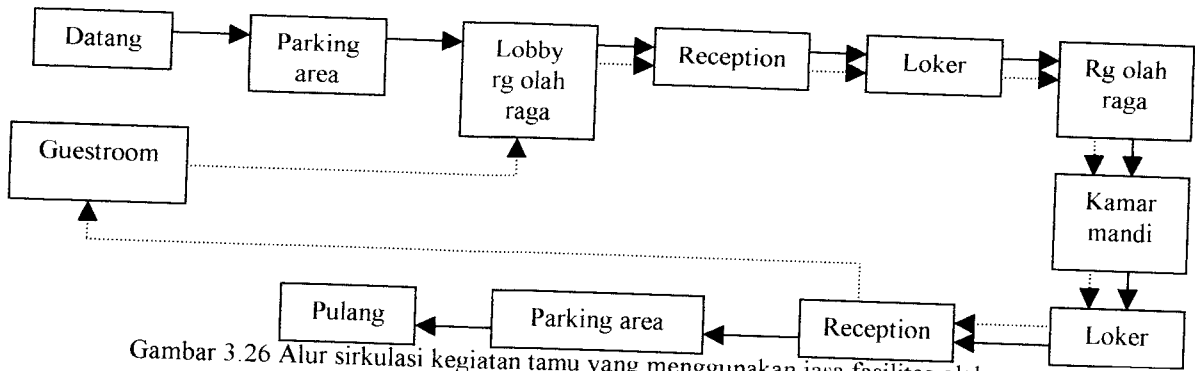 Datang
Parking
area
Lobby
rg olah
raga
Reception
Loker
Rg olah
raga
Guestroom
Kamar
mandi
Pulang
Parking area
Reception
Loker
Gambar 3.26 Alur sirkulasi kegiatan tamu yang menggunakan jasa fasilitas